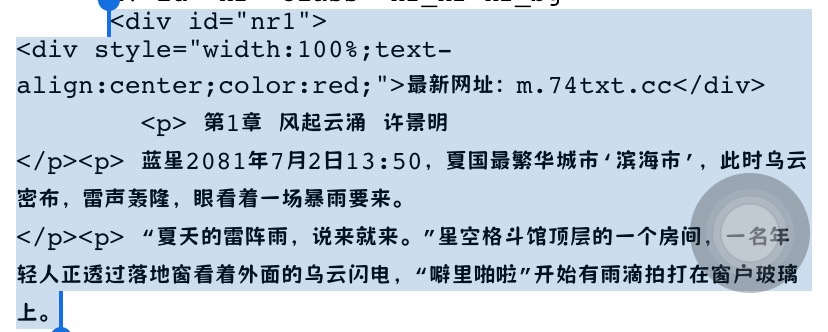 <div id="nr1">
<div style="width:100%;text-
align:center;color:red;">最新网址：m.74txt.cc</div>
<p> 第1章 风起云涌 许景明
</p><p> 蓝星2081年7月2日13:50，夏国最繁华城市‘滨海市’，此时乌云
密布，雷声轰隆，眼看着一场暴雨要来。
</p><p> “夏天的雷阵雨，说来就来。”星空格斗馆顶层的一个房间，一名年
轻人正透过落地窗看着外面的乌云闪电，“噼里啪啦”开始有雨滴拍打在窗户玻璃
上。